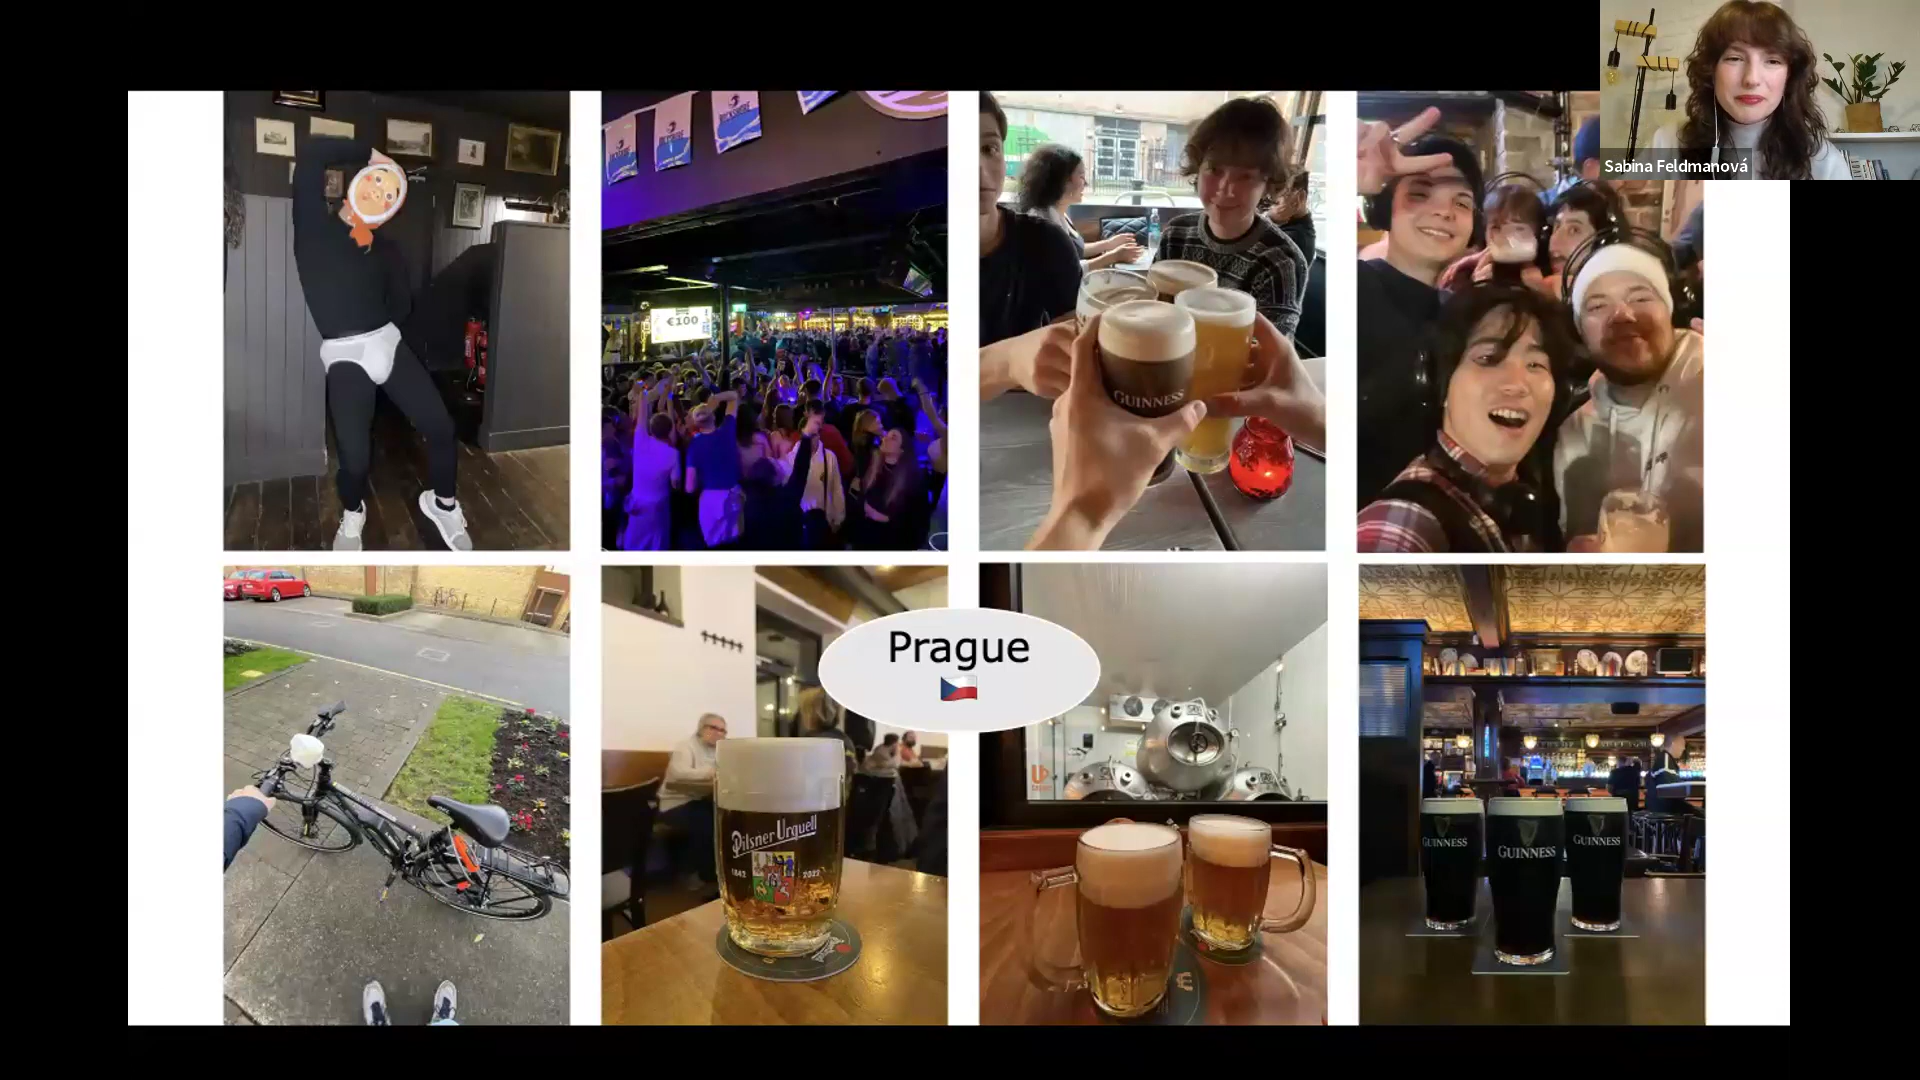 Sabina Feldmanová
€100
GUINNESS
Prague
Pilsner Urquell
1842 2022
GUINNESS
GUINNESS
GUINNESS